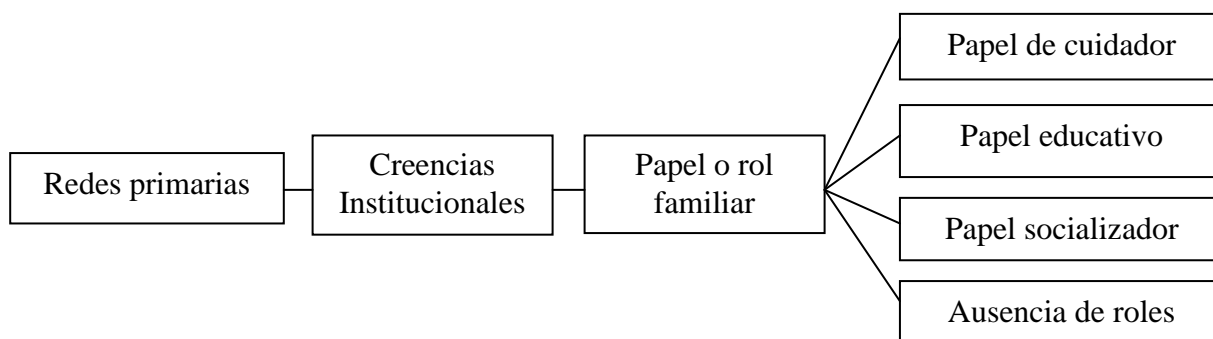 Redes primarias
Creencias
Institucionales
Papel o rol
familiar
Papel de cuidador
Papel educativo
Papel socializador
Ausencia de roles